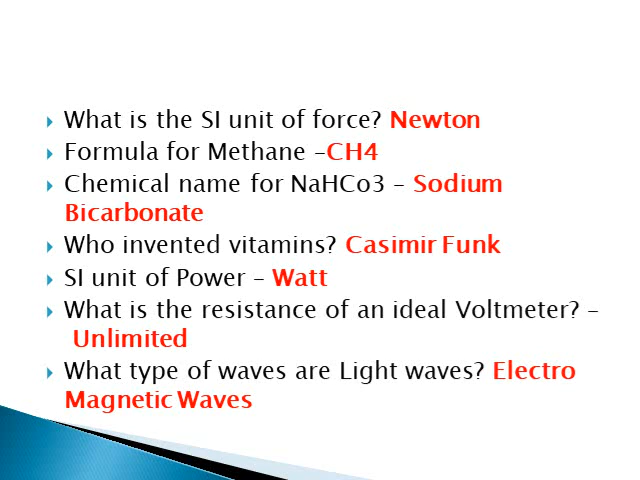 What is the SI unit of force? Newton
Formula for Methane –CH4
Chemical name for NaHCo3 – Sodium
Bicarbonate
Who invented vitamins? Casimir Funk
SI unit of Power – Watt
What is the resistance of an ideal Voltmeter? –
Unlimited
What type of waves are Light waves? Electro
Magnetic Waves